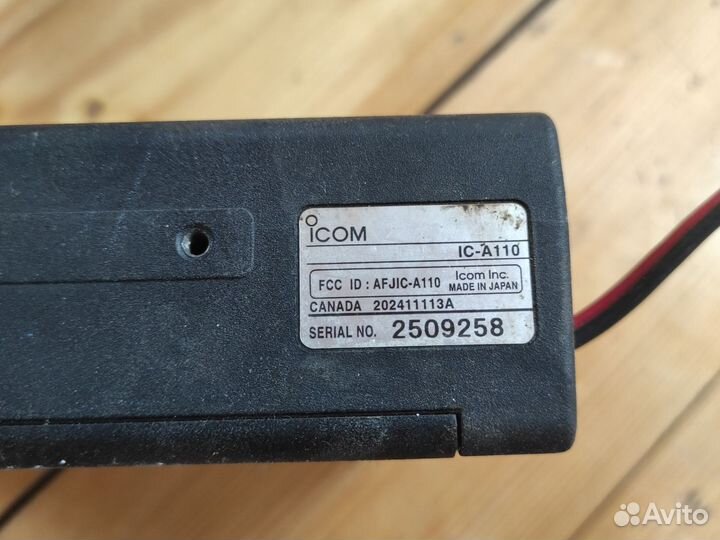 ICOM
IC-A110
FCC ID : AFJIC-A110
Icom Inc.
MADE IN JAPAN
CANADA 202411113A
SERIAL NO. 2509258
Avito